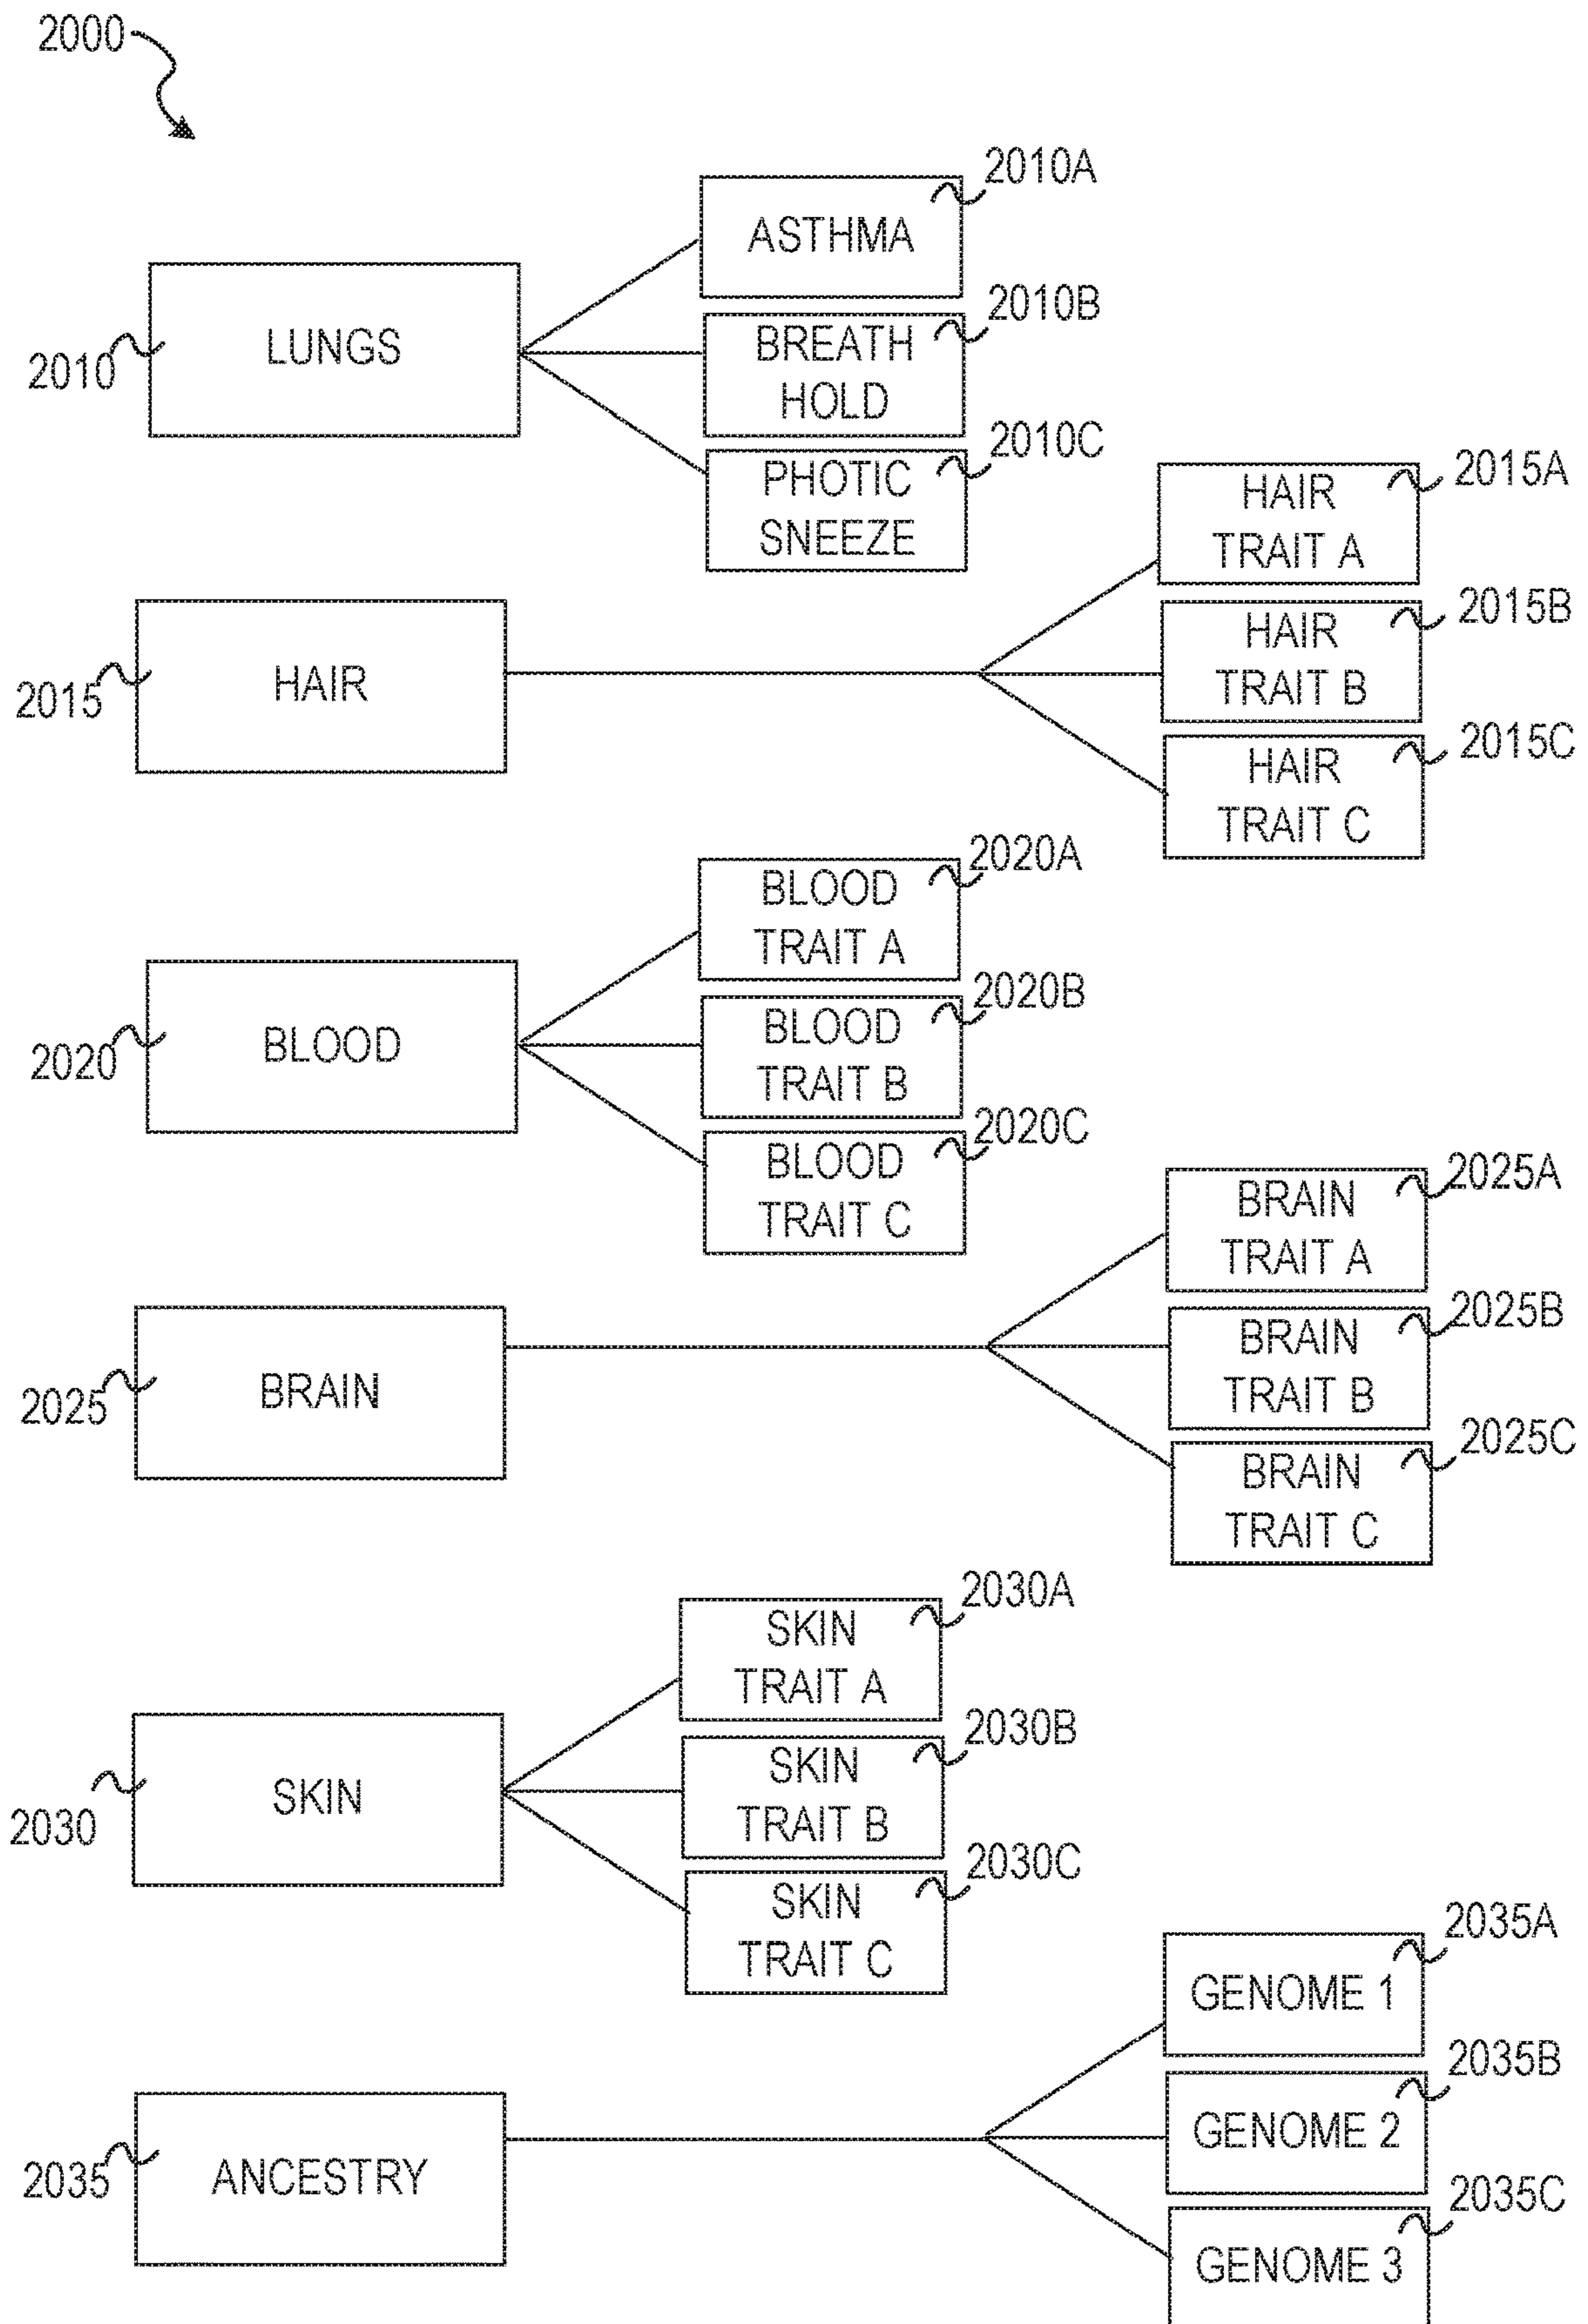 2000
2010A
ASTHMA
2010B
LUNGS
BREATH
HOLD
2010
2010C
PHOTIC
SNEEZE
2015A
HAIR
TRAIT A
2015B
HAIR
TRAIT B
HAIR
2015
2015C
HAIR
TRAIT C
2020A
BLOOD
TRAIT A
2020B
BLOOD
TRAIT B
BLOOD
2020
2020C
BLOOD
TRAIT C
2025A
BRAIN
TRAIT A
2025B
BRAIN
TRAIT B
BRAIN
2025
2025C
BRAIN
TRAIT C
2030A
SKIN
TRAIT A
2030B
SKIN
TRAIT B
SKIN
2030
2030C
SKIN
TRAIT C
2035A
GENOME 1
2035B
GENOME 2
ANCESTRY
2035
2035C
GENOME 3